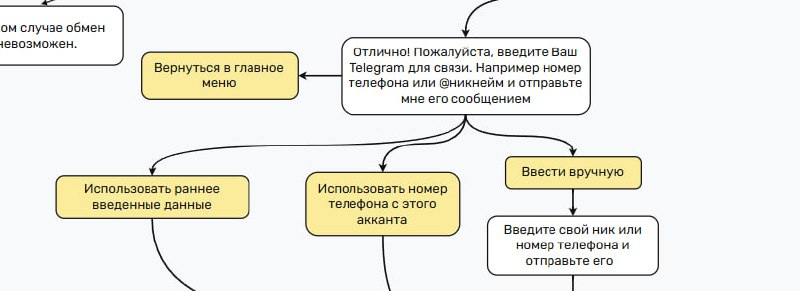 ом случае обмен
невозможен.
Отлично! Пожалуйста, введите Ваш
Telegram для связи. Например номер
телефона или @никнейм и отправьте
мне его сообщением
Вернуться в главное
меню
Использовать раннее
введенные данные
Использовать номер
телефона с этого
акканта
Ввести вручную
Введите свой ник или
номер телефона и
отправьте его